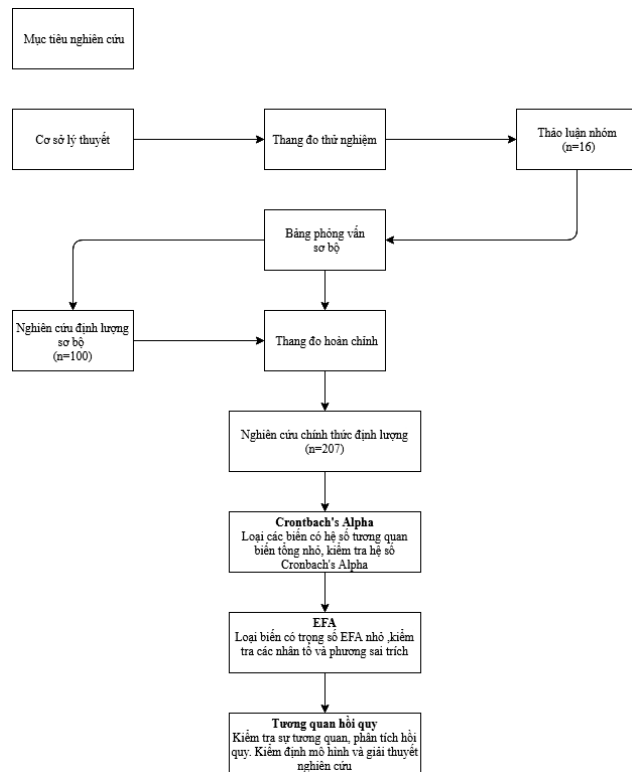 Mục tiêu nghiên cứu
Cơ sở lý thuyết
Thang đo thử nghiệm
Thảo luận nhóm
(n=16)
Bảng phỏng vấn
sơ bộ
Nghiên cứu định lượng
sơ bộ
(n=100)
Thang đo hoàn chỉnh
Nghiên cứu chính thức định lượng
(n=207)
Crontbach's Alpha
Loại các biến có hệ số tương quan
biến tổng nhỏ, kiểm tra hệ số
Cronbach's Alpha
EFA
Loại biến có trọng số EFA nhỏ ,kiểm
tra các nhân tố và phương sai trích
Tương quan hồi quy
Kiểm tra sự tương quan, phân tích hồi
quy. Kiểm định mô hình và giải thuyết
nghiên cứu